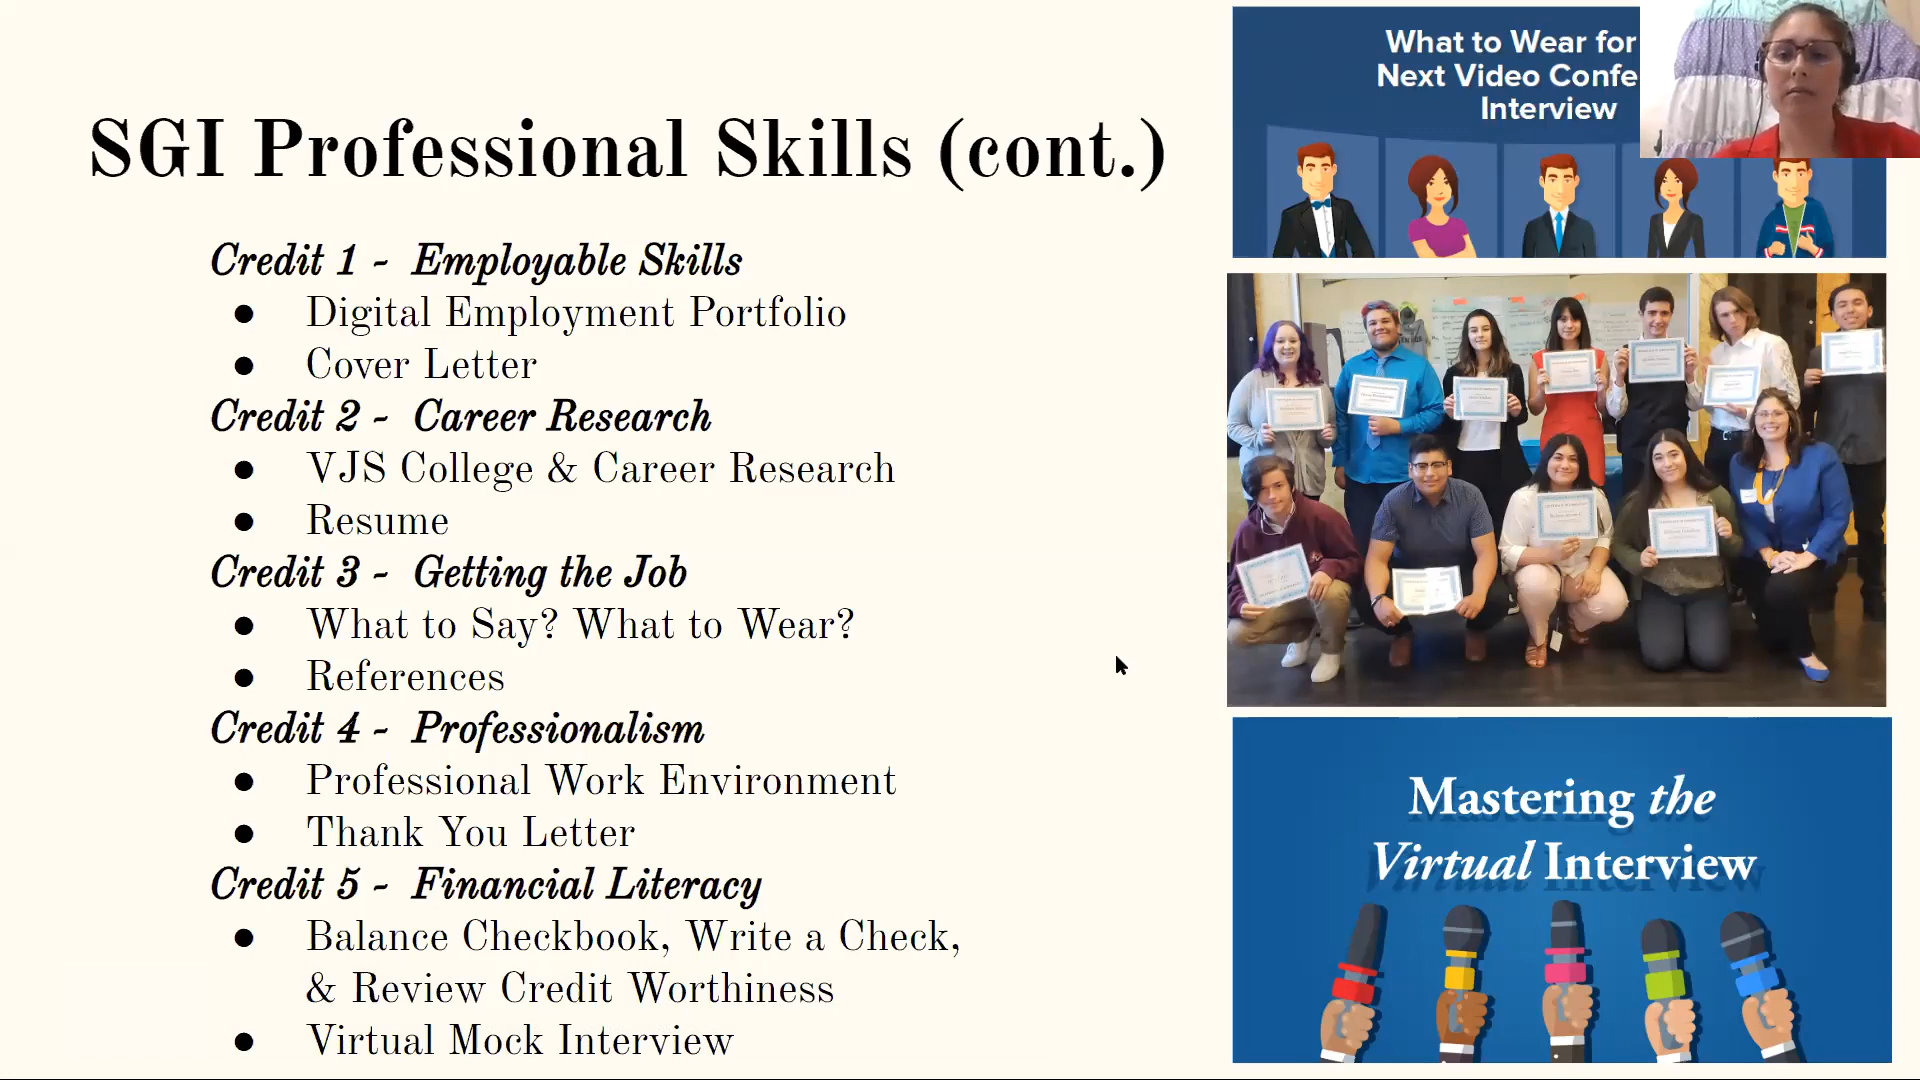 SGI Professional Skills (cont.)
Credit 1 - Employable Skills
● Digital Employment Portfolio
● Cover Letter
Credit 2 - Career Research
● VJS College & Career Research
● Resume
Credit 3 - Getting the Job
● What to Say? What to Wear?
● References
Credit 4 - Professionalism
● Professional Work Environment
● Thank You Letter
Credit 5 - Financial Literacy
● Balance Checkbook, Write a Check,
& Review Credit Worthiness
● Virtual Mock Interview
What to Wear for
Next Video Confe
Interview
Mastering the
Virtual Interview